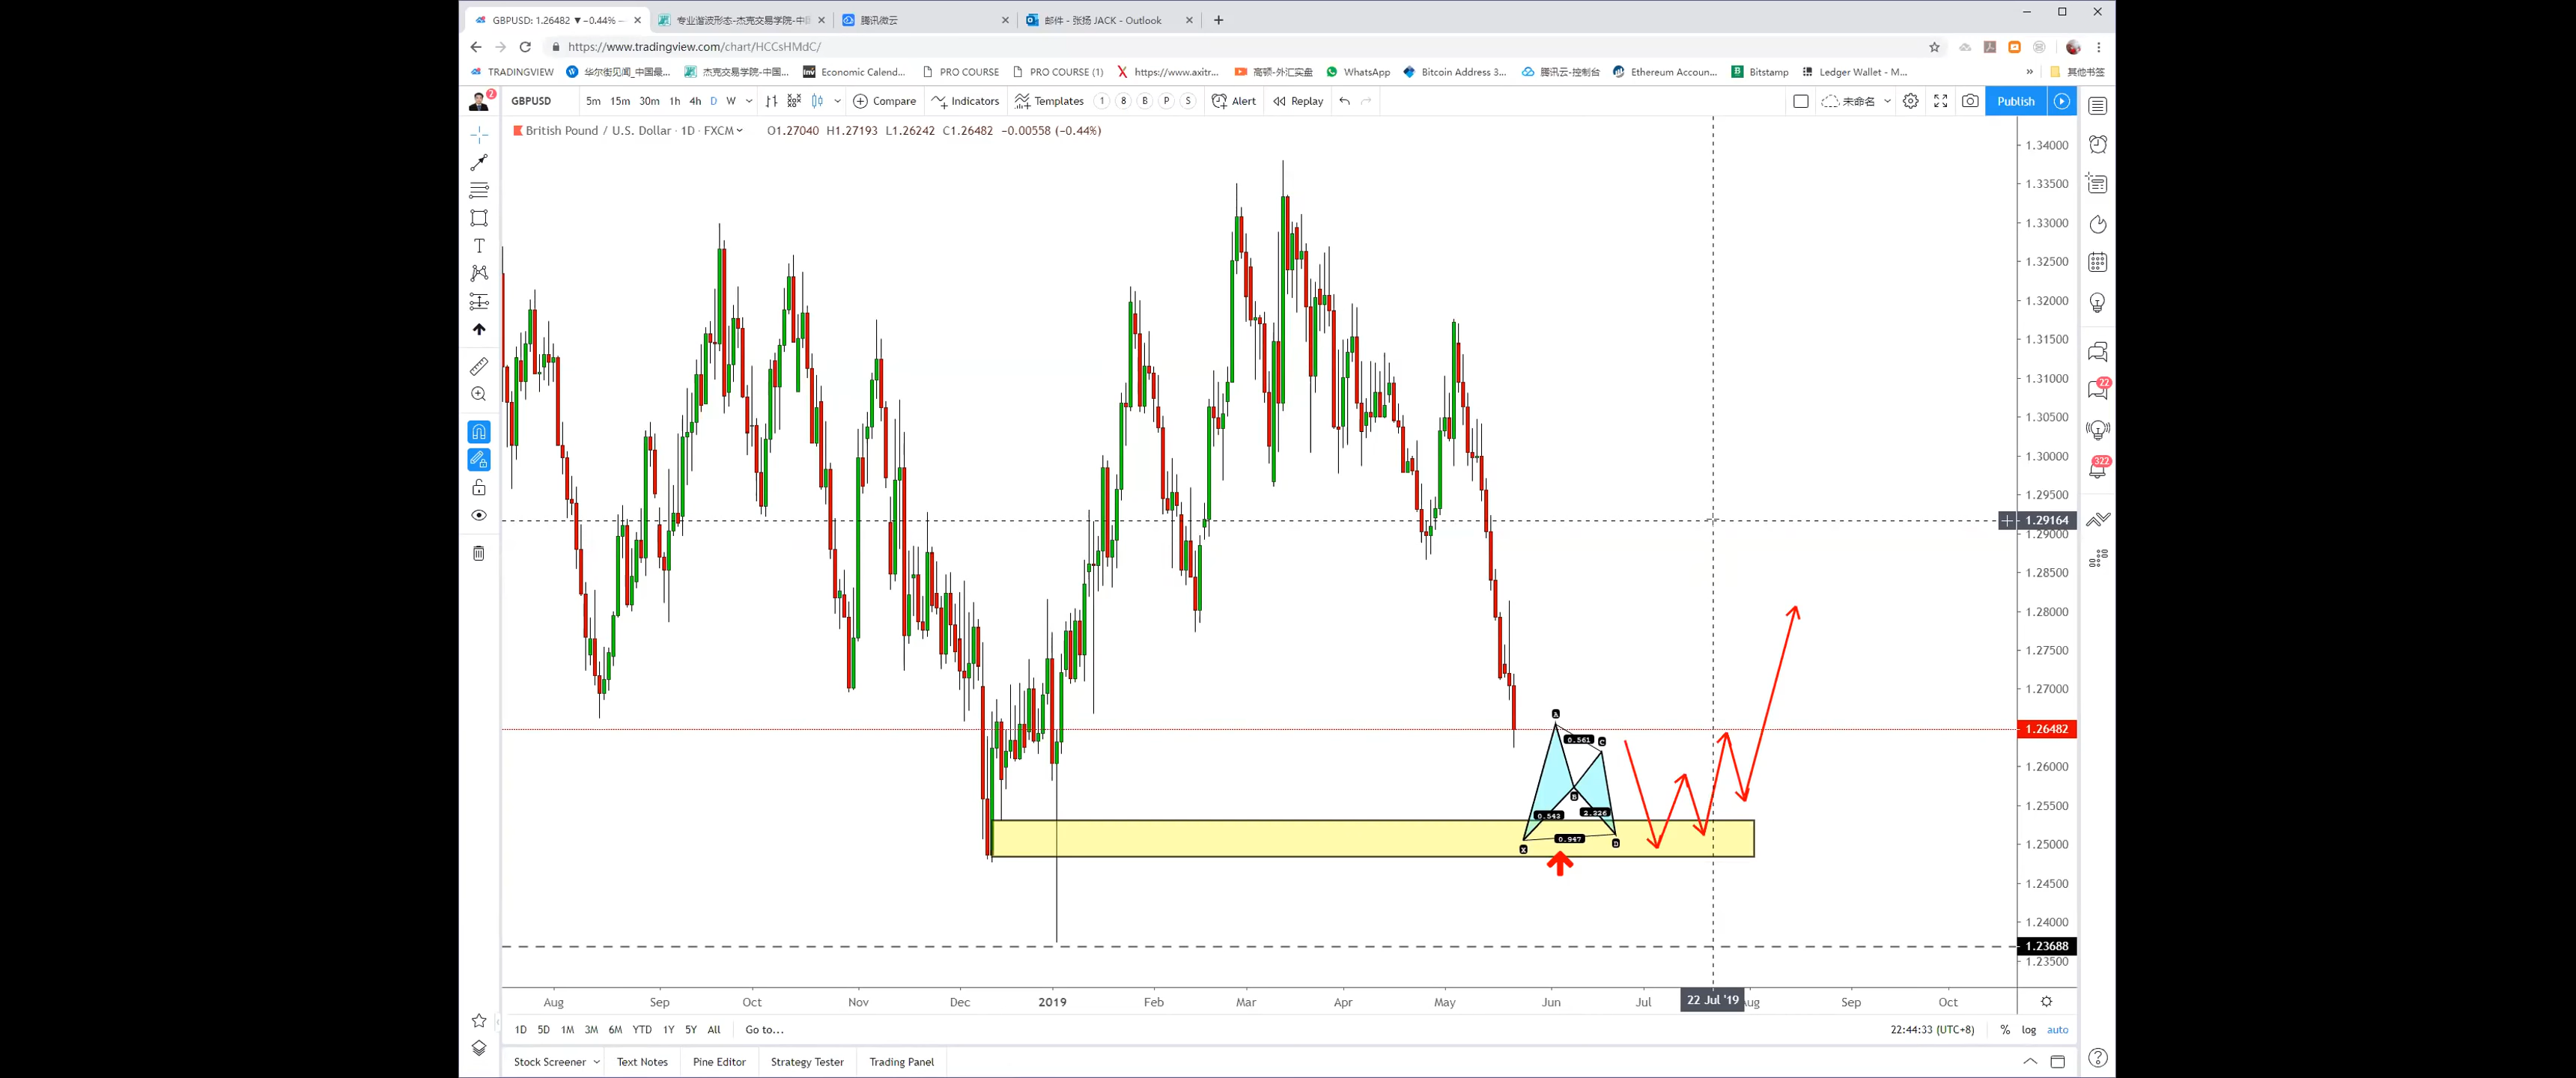 GBPUSD: 1.26482 ▼ −0.44% –
专业谐波形态-杰克交易学院-中
腾讯微云
邮件 - 张扬 JACK - Outlook
https://www.tradingview.com/chart/HCCsHMdC/
TRADINGVIEW 华尔街见闻_中国最... 杰克交易学院-中国... Economic Calend... PRO COURSE PRO COURSE (1) https://www.axitr... 高顿-外汇实盘 WhatsApp Bitcoin Address 3... 腾讯云-控制台 Ethereum Accoun... Bitstamp Ledger Wallet - M... » 其他书签
2 GBPUSD 5m 15m 30m 1h 4h D W Compare Indicators Templates 1 8 B P S Alert Replay 未命名 Publish
British Pound / U.S. Dollar · 1D · FXCM O1.27040 H1.27193 L1.26242 C1.26482 −0.00558 (−0.44%)
1.34000
1.33500
1.33000
1.32500
1.32000
1.31500
1.31000
22
1.30500
1.30000
322
1.29500
1.29164
1.29000
1.28500
1.28000
1.27500
1.27000
A
1.26482
0.561 C
1.26000
B
1.25500
0.543 2.226
0.947
X D
1.25000
1.24500
1.24000
1.23688
1.23500
Aug Sep Oct Nov Dec 2019 Feb Mar Apr May Jun Jul 22 Jul '19 Aug Sep Oct
1D 5D 1M 3M 6M YTD 1Y 5Y All Go to... 22:44:33 (UTC+8) % log auto
Stock Screener Text Notes Pine Editor Strategy Tester Trading Panel